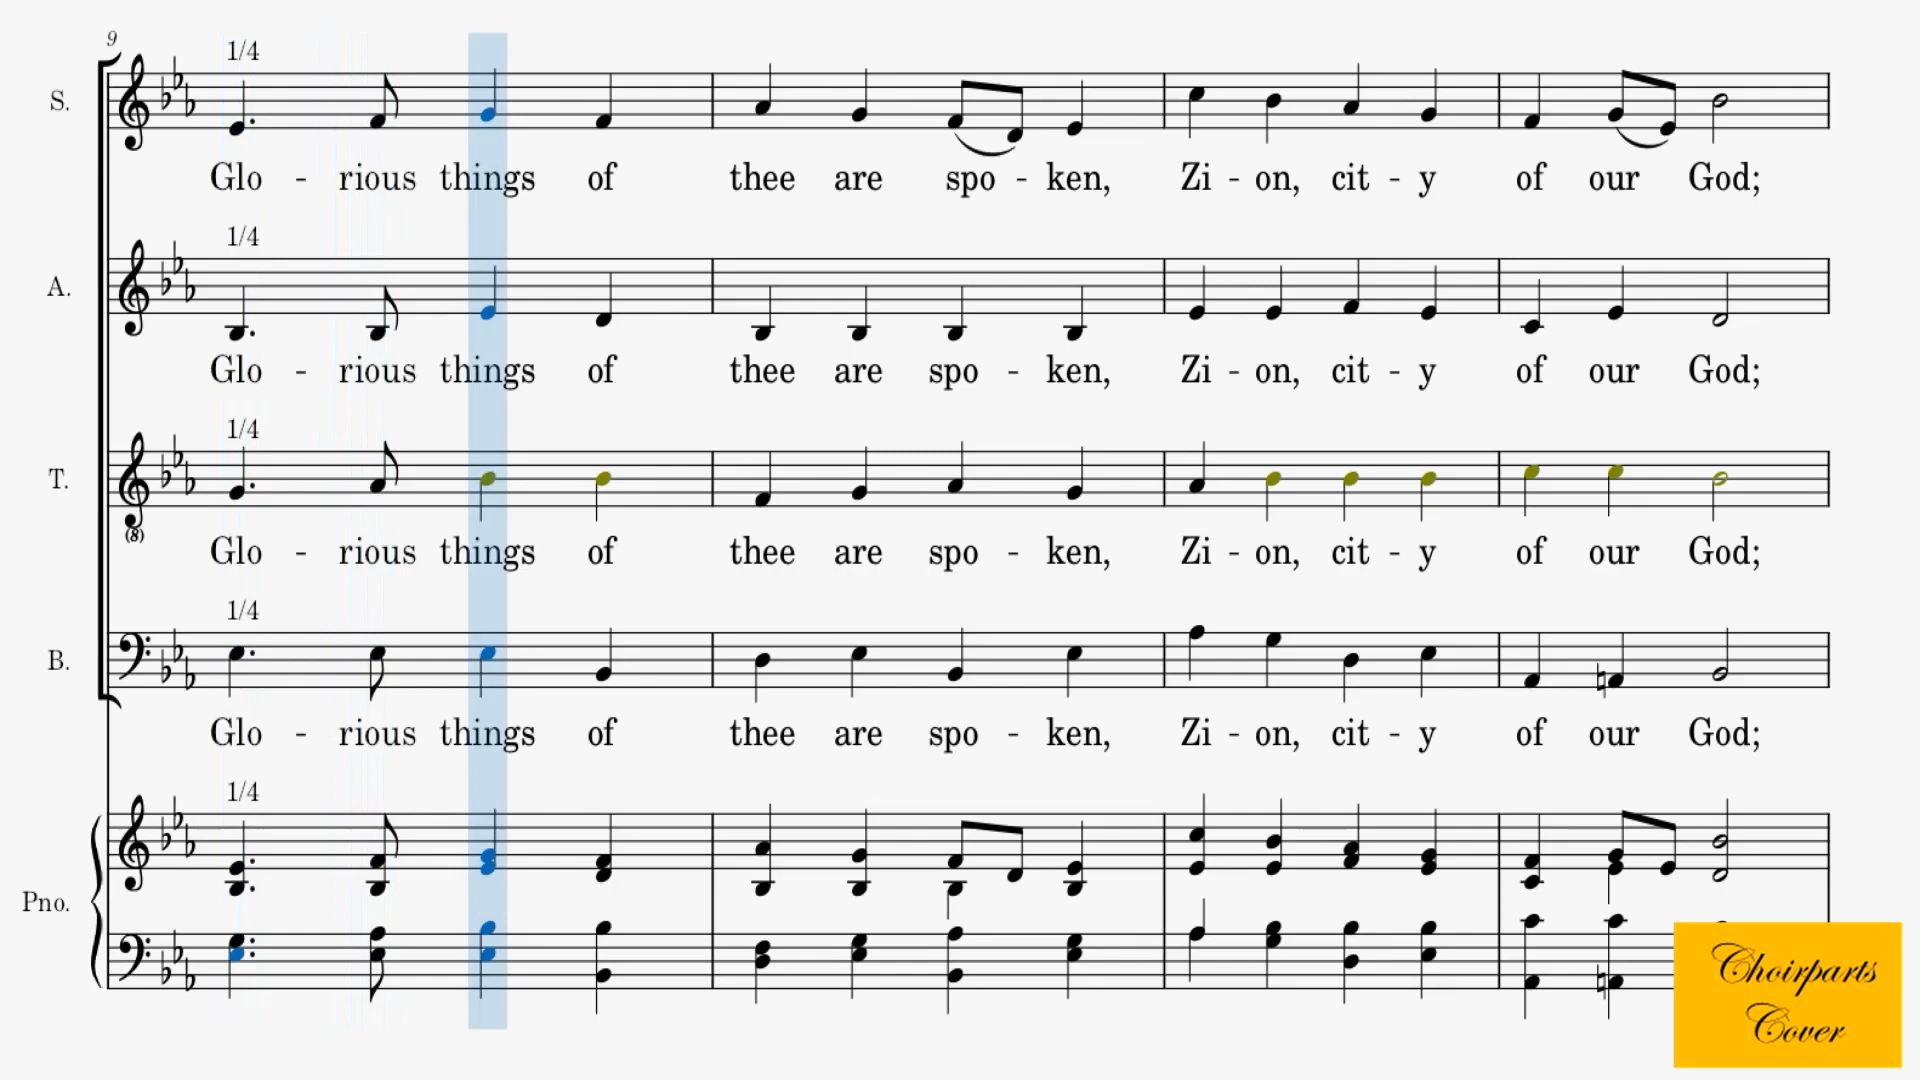 9
1/4
S.
Glo - rious things of thee are spo - ken, Zi - on, cit - y of our God;
1/4
A.
Glo - rious things of thee are spo - ken, Zi - on, cit - y of our God;
1/4
T.
(8)
Glo - rious things of thee are spo - ken, Zi - on, cit - y of our God;
1/4
B.
Glo - rious things of thee are spo - ken, Zi - on, cit - y of our God;
1/4
Pno.
Choirparts
Cover